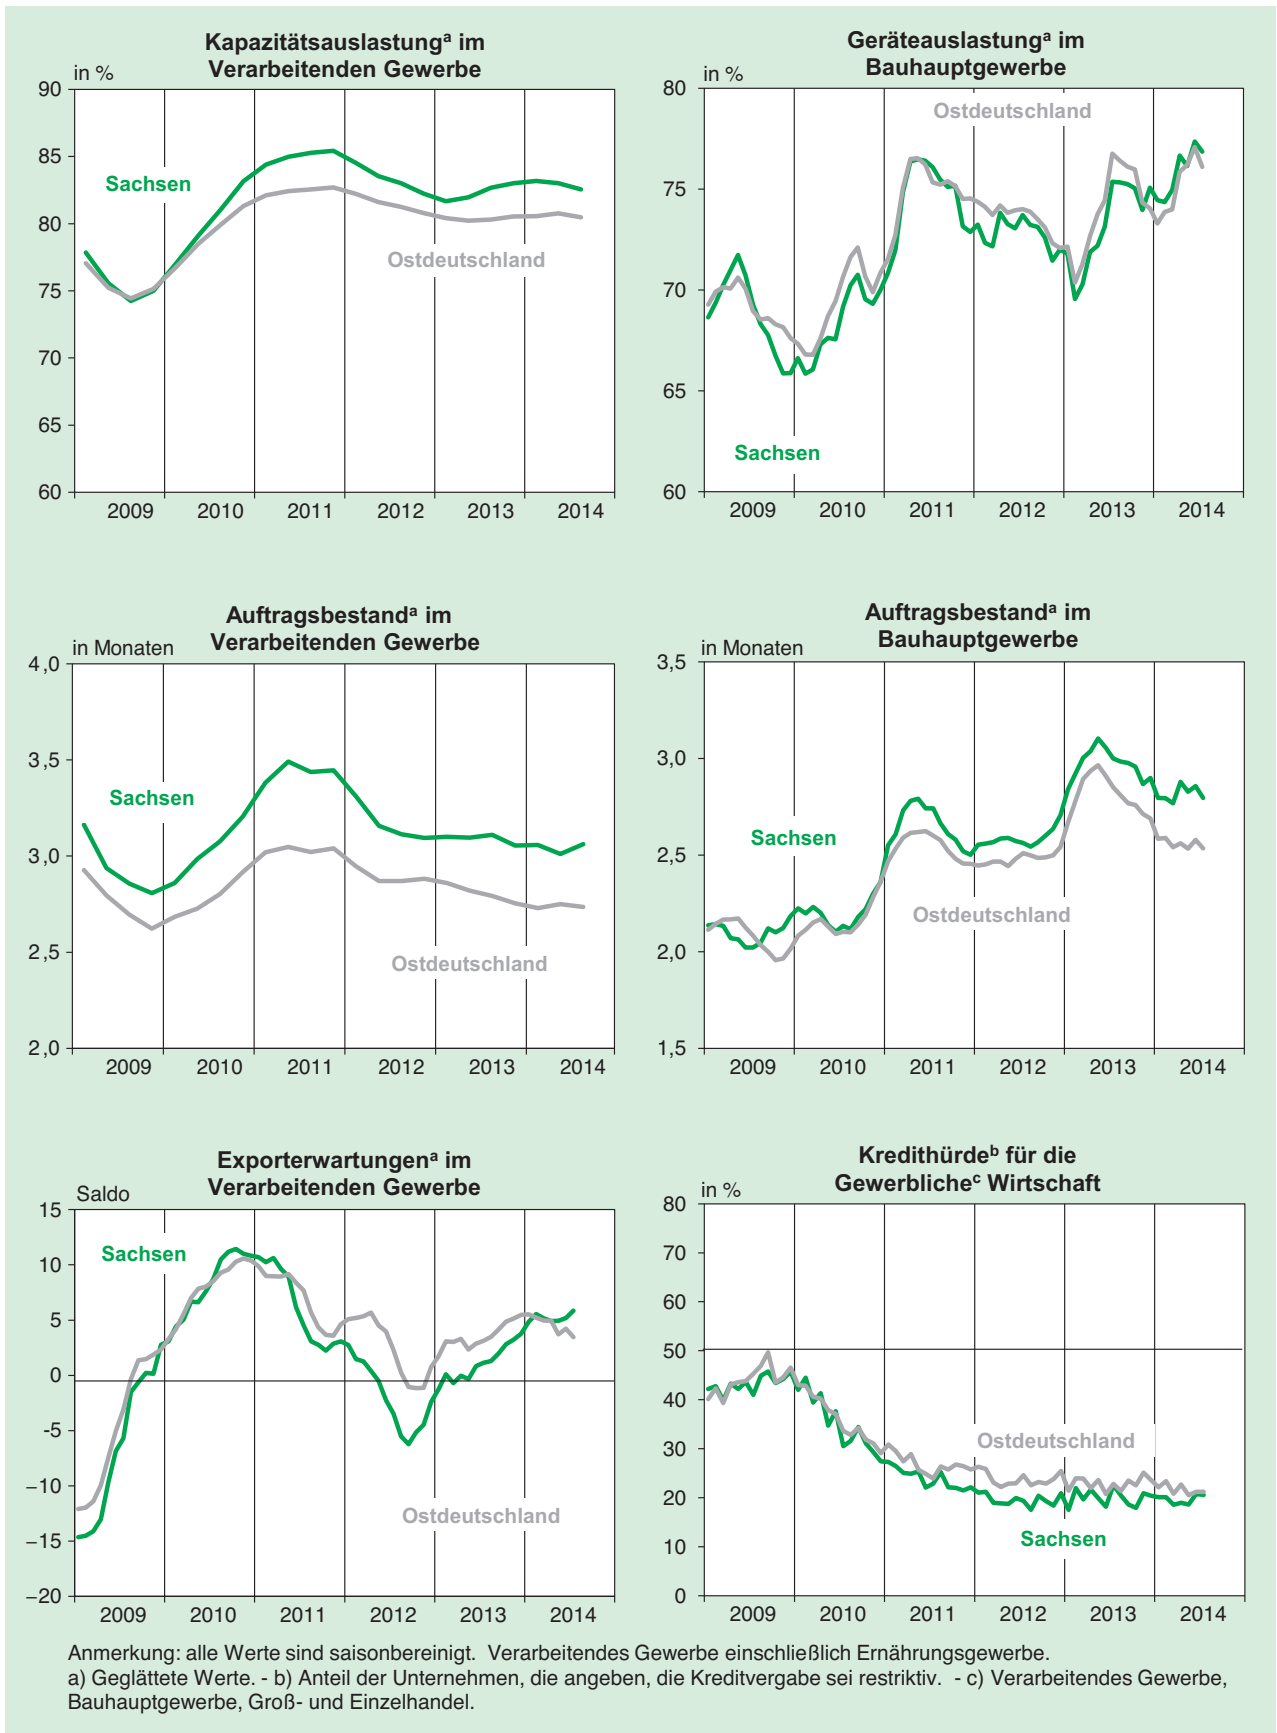 Kapazitätsauslastungᵃ im
Verarbeitenden Gewerbe
in %
90
85
80
75
70
65
60
Sachsen
Ostdeutschland
2009 2010 2011 2012 2013 2014
Geräteauslastungᵃ im
Bauhauptgewerbe
in %
80
75
70
65
60
Ostdeutschland
Sachsen
2009 2010 2011 2012 2013 2014
Auftragsbestandᵃ im
Verarbeitenden Gewerbe
in Monaten
4,0
3,5
3,0
2,5
2,0
Sachsen
Ostdeutschland
2009 2010 2011 2012 2013 2014
Auftragsbestandᵃ im
Bauhauptgewerbe
in Monaten
3,5
3,0
2,5
2,0
1,5
Sachsen
Ostdeutschland
2009 2010 2011 2012 2013 2014
Exporterwartungenᵃ im
Verarbeitenden Gewerbe
Saldo
15
10
5
0
-5
−10
−15
−20
Sachsen
Ostdeutschland
2009 2010 2011 2012 2013 2014
Kredithürdeᵇ für die
Gewerblicheᶜ Wirtschaft
in %
80
70
60
50
40
30
20
10
0
Ostdeutschland
Sachsen
2009 2010 2011 2012 2013 2014
Anmerkung: alle Werte sind saisonbereinigt. Verarbeitendes Gewerbe einschließlich Ernährungsgewerbe.
a) Geglättete Werte. - b) Anteil der Unternehmen, die angeben, die Kreditvergabe sei restriktiv. - c) Verarbeitendes Gewerbe,
Bauhauptgewerbe, Groß- und Einzelhandel.